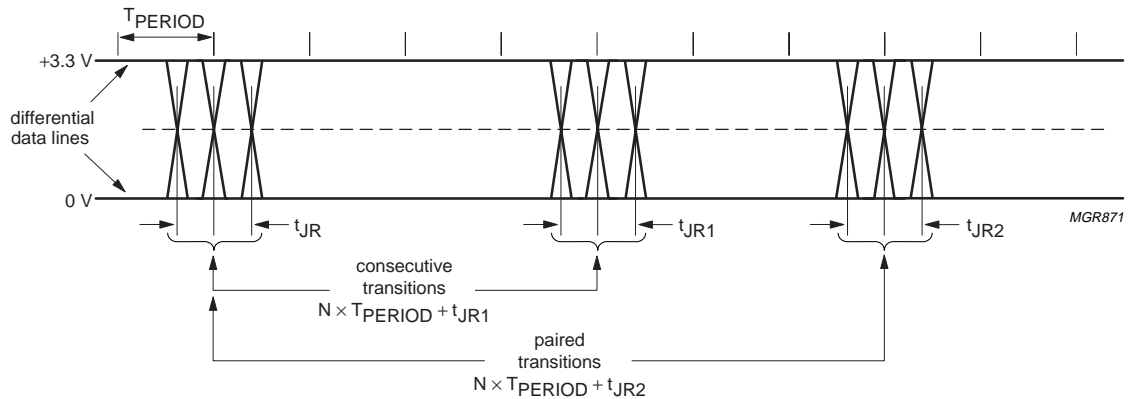 TPERIOD
+3.3 V
differential
data lines
0 V
tJR
tJR1
tJR2
MGR871
consecutive
transitions
N × TPERIOD + tJR1
paired
transitions
N × TPERIOD + tJR2